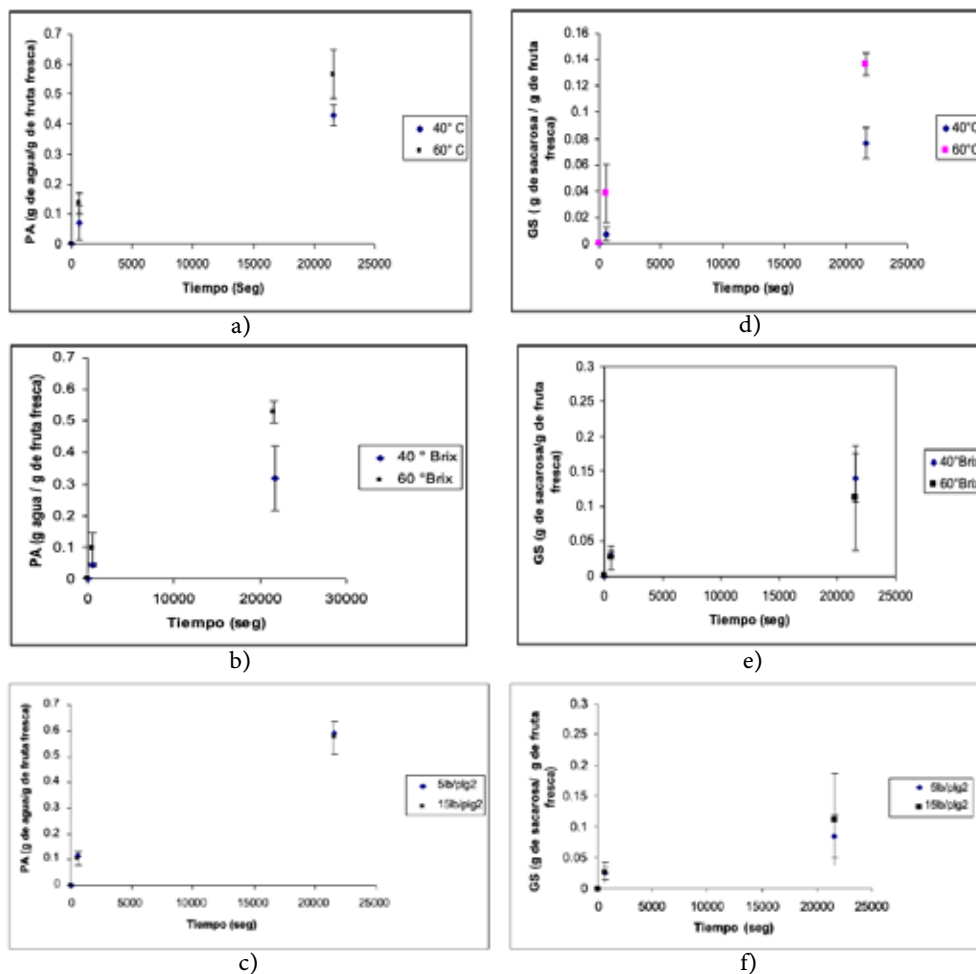 PA (g de agua/g de fruta fresca)
0.7
0.6
0.5
0.4
0.3
0.2
0.1
0
0 5000 10000 15000 20000 25000
Tiempo (Seg)
40° C
60° C
a)
GS ( g de sacarosa / g de fruta
fresca)
0.16
0.14
0.12
0.1
0.08
0.06
0.04
0.02
0
0 5000 10000 15000 20000 25000
Tiempo (seg)
40°C
60°C
d)
PA (g agua / g de fruta fresca)
0.7
0.6
0.5
0.4
0.3
0.2
0.1
0
0 10000 20000 30000
Tiempo (seg)
40 ° Brix
60 °Brix
b)
GS (g de sacarosa/g de fruta
fresca)
0.3
0.25
0.2
0.15
0.1
0.05
0
0 5000 10000 15000 20000 25000
Tiempo (seg)
40°Brix
60°Brix
e)
PA (g de agua/g de fruta fresca)
0.7
0.6
0.5
0.4
0.3
0.2
0.1
0
0 5000 10000 15000 20000 25000
Tiempo (seg)
5lb/plg2
15lb/plg2
c)
GS (g de sacarosa/ g de fruta
fresca)
0.3
0.25
0.2
0.15
0.1
0.05
0
0 5000 10000 15000 20000 25000
Tiempo (seg)
5lb/plg2
15lb/plg2
f)